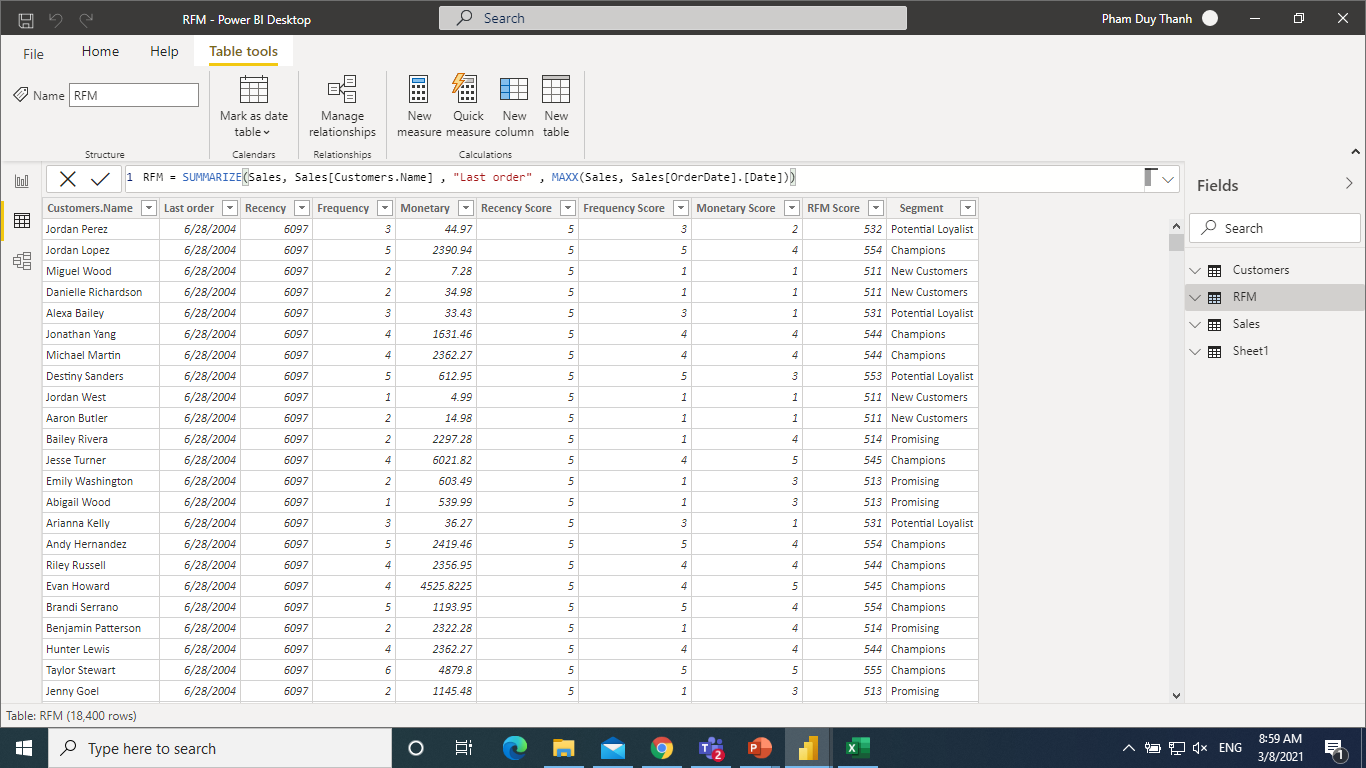 RFM - Power BI Desktop
Search
Pham Duy Thanh
File Home Help Table tools
Name RFM
Mark as date table
Manage relationships
New measure
Quick measure
New column
New table
Structure Calendars Relationships Calculations
1 RFM = SUMMARIZE(Sales, Sales[Customers.Name] , "Last order" , MAXX(Sales, Sales[OrderDate].[Date]))
Customers.Name Last order Recency Frequency Monetary Recency Score Frequency Score Monetary Score RFM Score Segment
Jordan Perez 6/28/2004 6097 3 44.97 5 3 2 532 Potential Loyalist
Jordan Lopez 6/28/2004 6097 5 2390.94 5 5 4 554 Champions
Miguel Wood 6/28/2004 6097 2 7.28 5 1 1 511 New Customers
Danielle Richardson 6/28/2004 6097 2 34.98 5 1 1 511 New Customers
Alexa Bailey 6/28/2004 6097 3 33.43 5 3 1 531 Potential Loyalist
Jonathan Yang 6/28/2004 6097 4 1631.46 5 4 4 544 Champions
Michael Martin 6/28/2004 6097 4 2362.27 5 4 4 544 Champions
Destiny Sanders 6/28/2004 6097 5 612.95 5 5 3 553 Potential Loyalist
Jordan West 6/28/2004 6097 1 4.99 5 1 1 511 New Customers
Aaron Butler 6/28/2004 6097 2 14.98 5 1 1 511 New Customers
Bailey Rivera 6/28/2004 6097 2 2297.28 5 1 4 514 Promising
Jesse Turner 6/28/2004 6097 4 6021.82 5 4 5 545 Champions
Emily Washington 6/28/2004 6097 2 603.49 5 1 3 513 Promising
Abigail Wood 6/28/2004 6097 1 539.99 5 1 3 513 Promising
Arianna Kelly 6/28/2004 6097 3 36.27 5 3 1 531 Potential Loyalist
Andy Hernandez 6/28/2004 6097 5 2419.46 5 5 4 554 Champions
Riley Russell 6/28/2004 6097 4 2356.95 5 4 4 544 Champions
Evan Howard 6/28/2004 6097 4 4525.8225 5 4 5 545 Champions
Brandi Serrano 6/28/2004 6097 5 1193.95 5 5 4 554 Champions
Benjamin Patterson 6/28/2004 6097 2 2322.28 5 1 4 514 Promising
Hunter Lewis 6/28/2004 6097 4 2362.27 5 4 4 544 Champions
Taylor Stewart 6/28/2004 6097 6 4879.8 5 5 5 555 Champions
Jenny Goel 6/28/2004 6097 2 1145.48 5 1 3 513 Promising
Fields
Search
Customers
RFM
Sales
Sheet1
Table: RFM (18,400 rows)
Type here to search
2
ENG
8:59 AM
3/8/2021
1